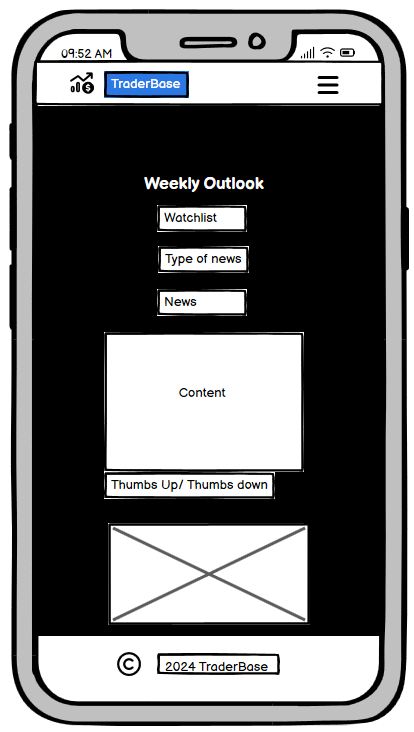 09:52 AM
TraderBase
Weekly Outlook
Watchlist
Type of news
News
Content
Thumbs Up/ Thumbs down
© 2024 TraderBase